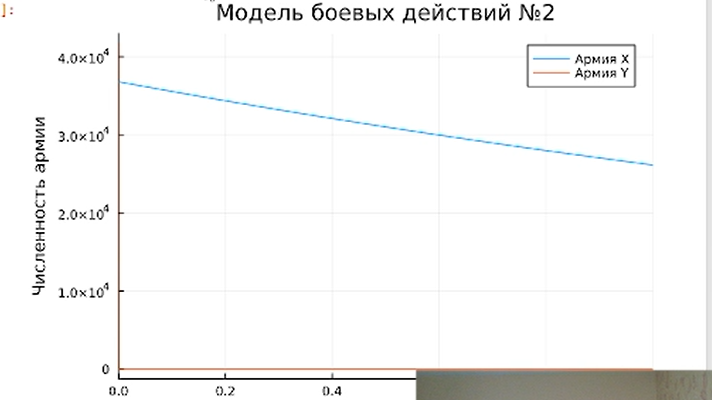 ]:
Модель боевых действий №2
Численность армии
4.0×10⁴
3.0×10⁴
2.0×10⁴
1.0×10⁴
0
0.0 0.2 0.4
Армия X
Армия Y